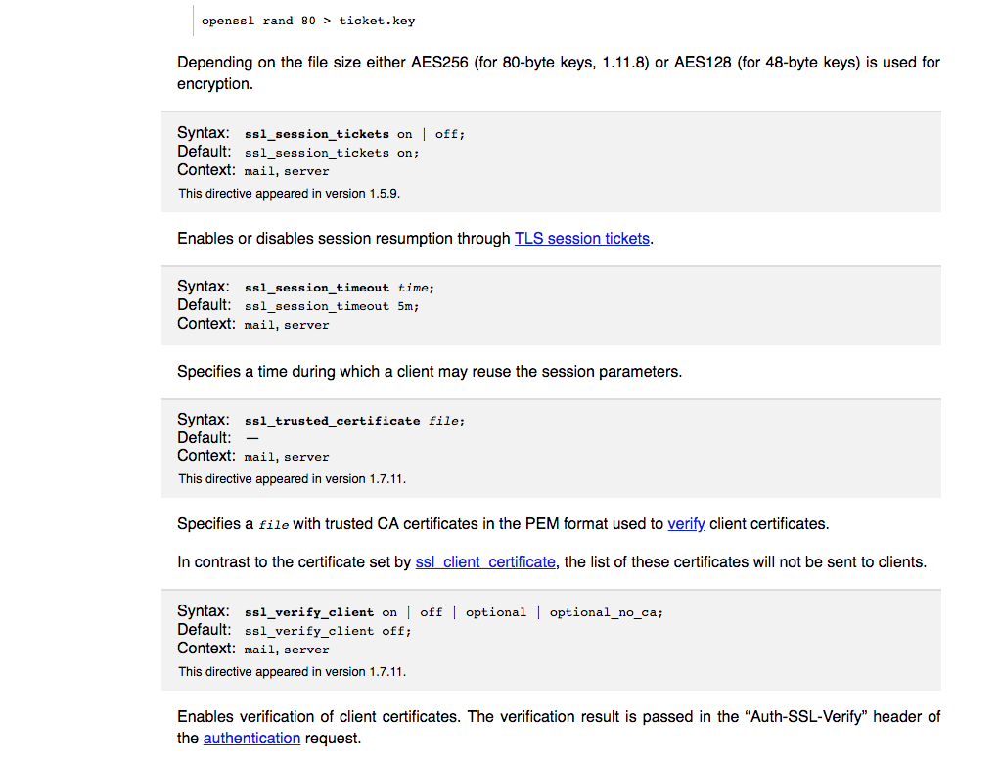 openssl rand 80 > ticket.key
Depending on the file size either AES256 (for 80-byte keys, 1.11.8) or AES128 (for 48-byte keys) is used for
encryption.
Syntax: ssl_session_tickets on | off;
Default: ssl_session_tickets on;
Context: mail, server
This directive appeared in version 1.5.9.
Enables or disables session resumption through TLS session tickets.
Syntax: ssl_session_timeout time;
Default: ssl_session_timeout 5m;
Context: mail, server
Specifies a time during which a client may reuse the session parameters.
Syntax: ssl_trusted_certificate file;
Default: —
Context: mail, server
This directive appeared in version 1.7.11.
Specifies a file with trusted CA certificates in the PEM format used to verify client certificates.
In contrast to the certificate set by ssl_client_certificate, the list of these certificates will not be sent to clients.
Syntax: ssl_verify_client on | off | optional | optional_no_ca;
Default: ssl_verify_client off;
Context: mail, server
This directive appeared in version 1.7.11.
Enables verification of client certificates. The verification result is passed in the “Auth-SSL-Verify” header of
the authentication request.